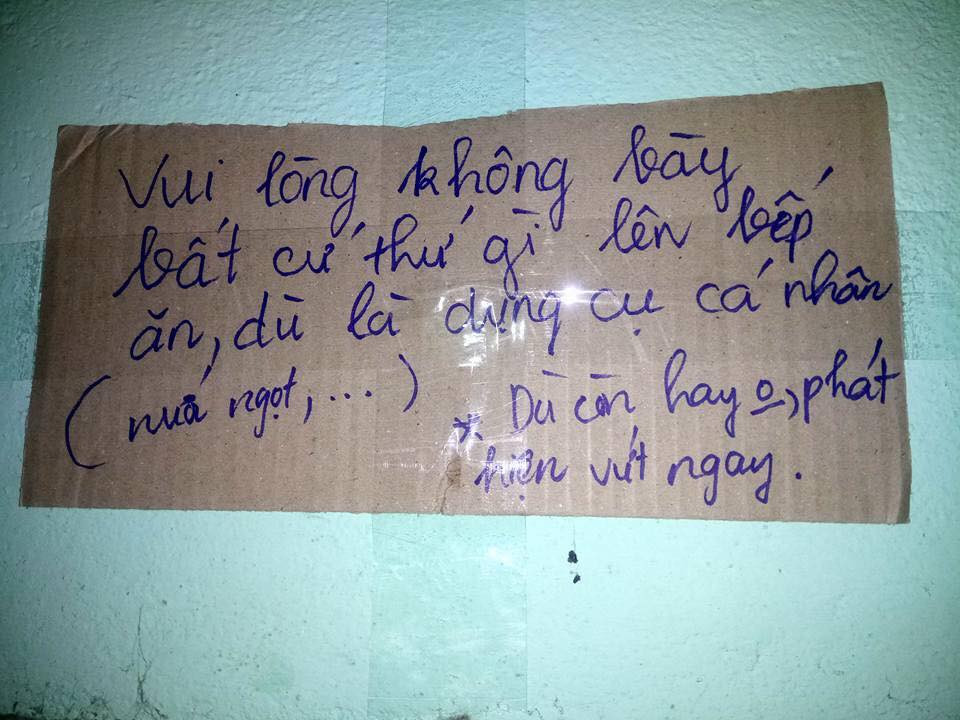 Vui lòng không bày
bất cứ thứ gì lên bếp
ăn, dù là dụng cụ cá nhân
(nướ ngọt, ...)
* Dù còn hay o, phát
hiện vứt ngay.